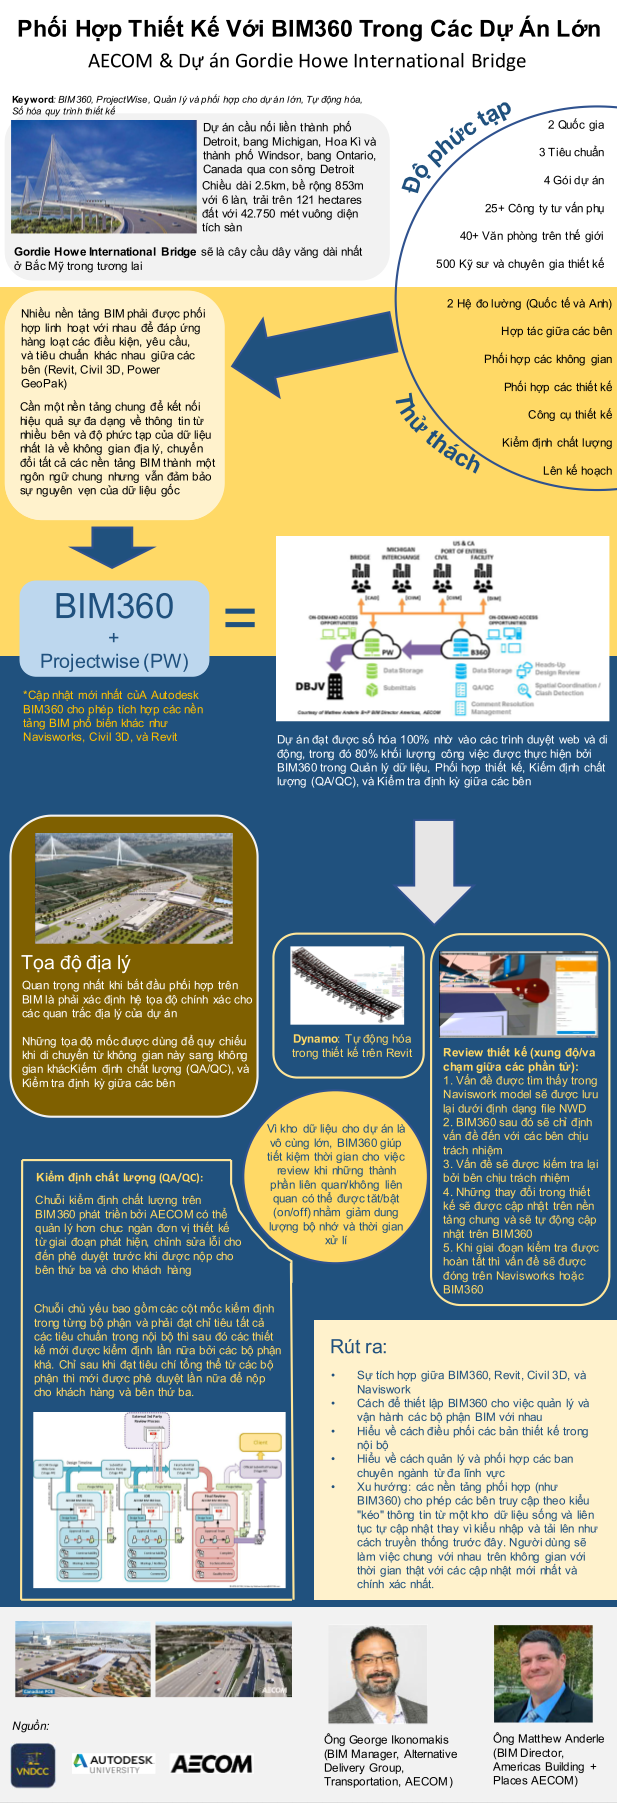 Phối Hợp Thiết Kế Với BIM360 Trong Các Dự Án Lớn
AECOM & Dự án Gordie Howe International Bridge
Keyword: BIM360, ProjectWise, Quản lý và phối hợp cho dự án lớn, Tự động hóa,
Số hóa quy trình thiết kế
Dự án cầu nối liền thành phố
Detroit, bang Michigan, Hoa Kì và
thành phố Windsor, bang Ontario,
Canada qua con sông Detroit
Chiều dài 2.5km, bề rộng 853m
với 6 làn, trải trên 121 hectares
đất với 42.750 mét vuông diện
tích sàn
Gordie Howe International Bridge sẽ là cây cầu dây văng dài nhất
ở Bắc Mỹ trong tương lai
Độ phức tạp
2 Quốc gia
3 Tiêu chuẩn
4 Gói dự án
25+ Công ty tư vấn phụ
40+ Văn phòng trên thế giới
500 Kỹ sư và chuyên gia thiết kế
Thử thách
2 Hệ đo lường (Quốc tế và Anh)
Hợp tác giữa các bên
Phối hợp các không gian
Phối hợp các thiết kế
Công cụ thiết kế
Kiểm định chất lượng
Lên kế hoạch
Nhiều nền tảng BIM phải được phối
hợp linh hoạt với nhau để đáp ứng
hàng loạt các điều kiện, yêu cầu,
và tiêu chuẩn khác nhau giữa các
bên (Revit, Civil 3D, Power
GeoPak)
Cần một nền tảng chung để kết nối
hiệu quả sự đa dạng về thông tin từ
nhiều bên và độ phức tạp của dữ liệu
nhất là về không gian địa lý, chuyển
đổi tất cả các nền tảng BIM thành một
ngôn ngữ chung nhưng vẫn đảm bảo
sự nguyên vẹn của dữ liệu gốc
BIM360
+
Projectwise (PW)
=
*Cập nhật mới nhất củA Autodesk
BIM360 cho phép tích hợp các nền
tảng BIM phổ biến khác như
Navisworks, Civil 3D, và Revit
BRIDGE
MICHIGAN
INTERCHANGE
US & CA
PORT OF ENTRIES
CIVIL FACILITY
[CAD] [CIM] [CIM] [BIM]
ON-DEMAND ACCESS
OPPORTUNITIES
ON-DEMAND ACCESS
OPPORTUNITIES
PW
B360
DBJV
Data Storage
Submittals
Data Storage
QA/QC
Comment Resolution
Management
Heads-Up
Design Review
Spatial Coordination /
Clash Detection
Courtesy of Matthew Anderle B+P BIM Director Americas, AECOM
Dự án đạt được số hóa 100% nhờ vào các trình duyệt web và di
động, trong đó 80% khối lượng công việc được thực hiện bởi
BIM360 trong Quản lý dữ liệu, Phối hợp thiết kế, Kiểm định chất
lượng (QA/QC), và Kiểm tra định kỳ giữa các bên
Tọa độ địa lý
Quan trọng nhất khi bắt đầu phối hợp trên
BIM là phải xác định hệ tọa độ chính xác cho
các quan trắc địa lý của dự án
Những tọa độ mốc được dùng để quy chiếu
khi di chuyển từ không gian này sang không
gian khácKiểm định chất lượng (QA/QC), và
Kiểm tra định kỳ giữa các bên
Dynamo: Tự động hóa
trong thiết kế trên Revit
Review thiết kế (xung độ/va
chạm giữa các phần tử):
1. Vấn đề được tìm thấy trong
Naviswork model sẽ được lưu
lại dưới định dạng file NWD
2. BIM360 sau đó sẽ chỉ định
vấn đề đến với các bên chịu
trách nhiệm
3. Vấn đề sẽ được kiểm tra lại
bởi bên chịu trách nhiệm
4. Những thay đổi trong thiết
kế sẽ được cập nhật trên nền
tảng chung và sẽ tự động cập
nhật trên BIM360
5. Khi giai đoạn kiểm tra được
hoàn tất thì vấn đề sẽ được
đóng trên Navisworks hoặc
BIM360
Vì kho dữ liệu cho dự án là
vô cùng lớn, BIM360 giúp
tiết kiệm thời gian cho việc
review khi những thành
phần liên quan/không liên
quan có thể được tăt/bật
(on/off) nhằm giảm dung
lượng bộ nhớ và thời gian
xử lí
Kiểm định chất lượng (QA/QC):
Chuỗi kiểm định chất lượng trên
BIM360 phát triển bởi AECOM có thể
quản lý hơn chục ngàn đơn vị thiết kế
từ giai đoạn phát hiện, chỉnh sửa lỗi cho
đến phê duyệt trước khi được nộp cho
bên thứ ba và cho khách hàng
Chuỗi chủ yếu bao gồm các cột mốc kiểm định
trong từng bộ phận và phải đạt chỉ tiêu tất cả
các tiêu chuẩn trong nội bộ thì sau đó các thiết
kế mới được kiểm định lần nữa bởi các bộ phận
khá. Chỉ sau khi đạt tiêu chí tổng thể từ các bộ
phận thì mới được phê duyệt lần nữa để nộp
cho khách hàng và bên thứ ba.
External 3rd Party
Review Process
Client
Rút ra:
• Sự tích hợp giữa BIM360, Revit, Civil 3D, và
Naviswork
• Cách để thiết lập BIM360 cho việc quản lý và
vận hành các bộ phận BIM với nhau
• Hiểu về cách điều phối các bản thiết kế trong
nội bộ
• Hiểu về cách quản lý và phối hợp các ban
chuyên ngành từ đa lĩnh vực
• Xu hướng: các nền tảng phối hợp (như
BIM360) cho phép các bên truy cập theo kiểu
"kéo" thông tin từ một kho dữ liệu sống và liên
tục tự cập nhật thay vì kiểu nhập và tải lên như
cách truyền thống trước đây. Người dùng sẽ
làm việc chung với nhau trên không gian với
thời gian thật với các cập nhật mới nhất và
chính xác nhất.
Canadian POE
AECOM
Nguồn:
VNDCC
AUTODESK
UNIVERSITY
AECOM
Ông George Ikonomakis
(BIM Manager, Alternative
Delivery Group,
Transportation, AECOM)
Ông Matthew Anderle
(BIM Director,
Americas Building +
Places AECOM)